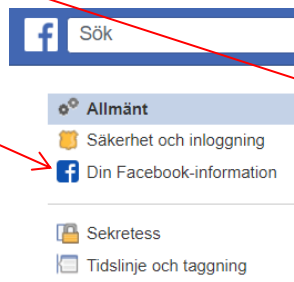 Sök
Allmänt
Säkerhet och inloggning
Din Facebook-information
Sekretess
Tidslinje och taggning